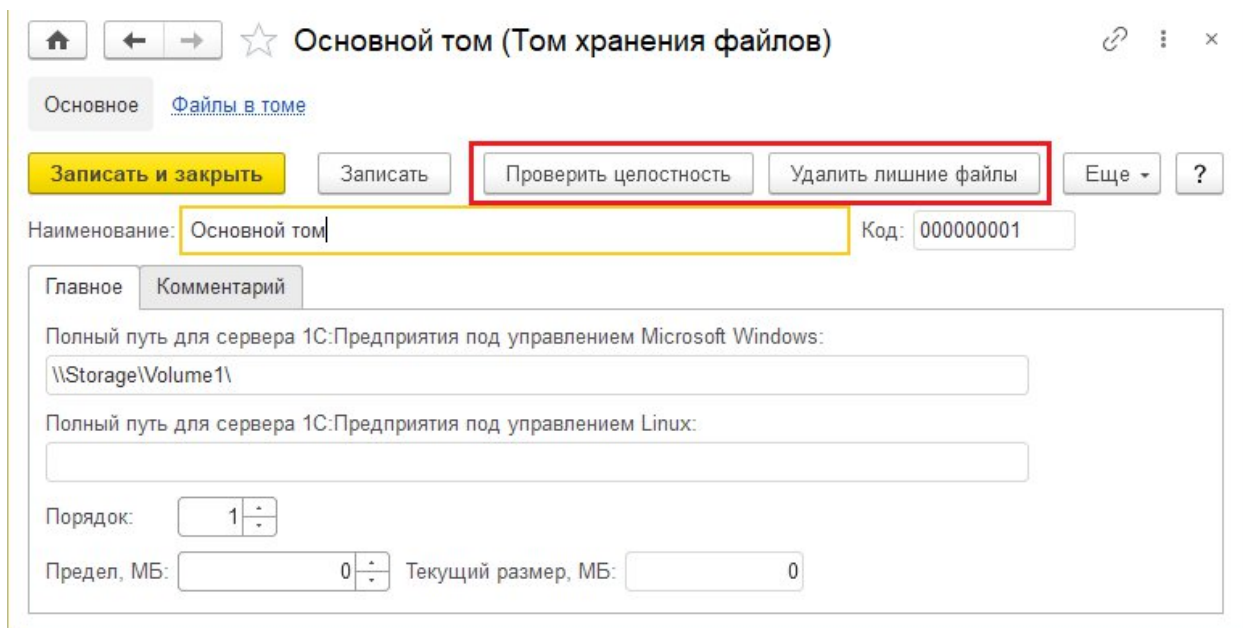 Основной том (Том хранения файлов)
Основное Файлы в томе
Записать и закрыть Записать Проверить целостность Удалить лишние файлы Еще ?
Наименование: Основной том Код: 000000001
Главное Комментарий
Полный путь для сервера 1С:Предприятия под управлением Microsoft Windows:
\\Storage\Volume1\
Полный путь для сервера 1С:Предприятия под управлением Linux:
Порядок: 1
Предел, МБ: 0 Текущий размер, МБ: 0